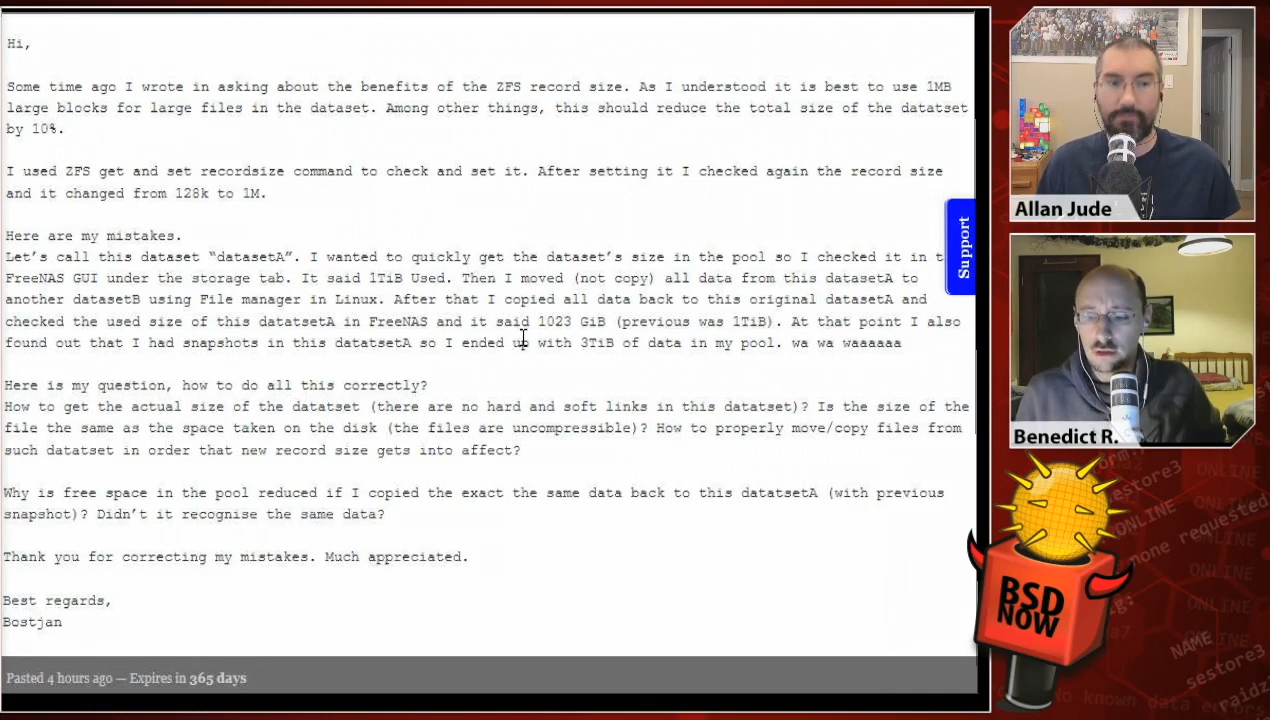 Hi,
Some time ago I wrote in asking about the benefits of the ZFS record size. As I understood it is best to use 1MB
large blocks for large files in the dataset. Among other things, this should reduce the total size of the datatset
by 10%.
I used ZFS get and set recordsize command to check and set it. After setting it I checked again the record size
and it changed from 128k to 1M.
Here are my mistakes.
Let's call this dataset "datasetA". I wanted to quickly get the dataset's size in the pool so I checked it in t
FreeNAS GUI under the storage tab. It said 1TiB Used. Then I moved (not copy) all data from this datasetA to
another datasetB using File manager in Linux. After that I copied all data back to this original datasetA and
checked the used size of this datatsetA in FreeNAS and it said 1023 GiB (previous was 1TiB). At that point I also
found out that I had snapshots in this datatsetA so I ended up with 3TiB of data in my pool. wa wa waaaaaa
Here is my question, how to do all this correctly?
How to get the actual size of the datatset (there are no hard and soft links in this datatset)? Is the size of the
file the same as the space taken on the disk (the files are uncompressible)? How to properly move/copy files from
such datatset in order that new record size gets into affect?
Why is free space in the pool reduced if I copied the exact the same data back to this datatsetA (with previous
snapshot)? Didn't it recognise the same data?
Thank you for correcting my mistakes. Much appreciated.
Best regards,
Bostjan
Pasted 4 hours ago — Expires in 365 days
Support
Allan Jude
Benedict R.
BSD
NOW
ONLINE
ONLINE
estore3
ONLINE
amone requested
ONLINE
ONLINE
NAME
sestore3
raidz
No known data errors